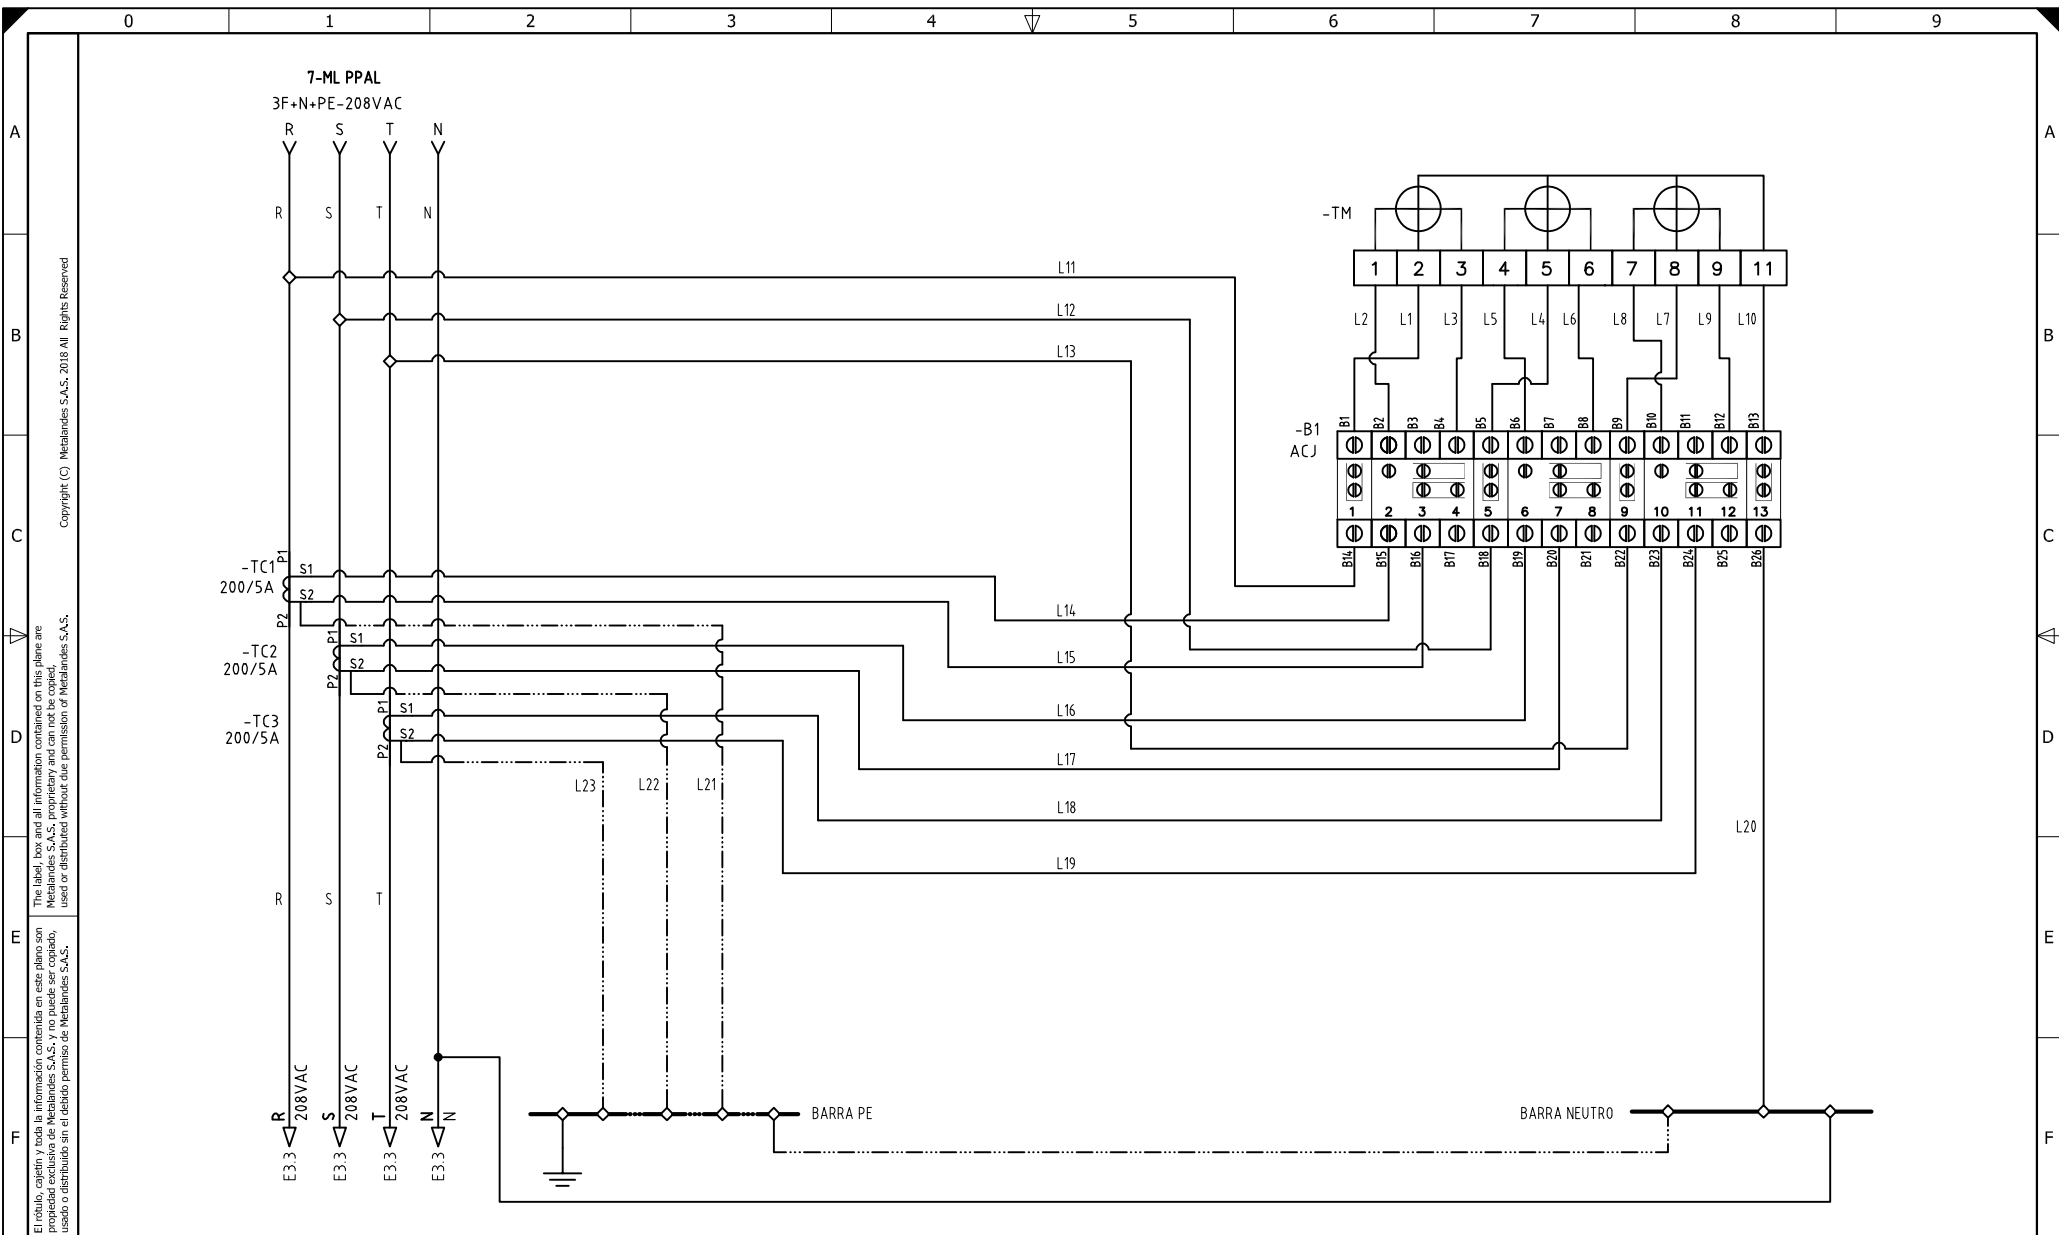 0 1 2 3 4 5 6 7 8 9
7-ML PPAL
3F+N+PE-208VAC
A A
R S T N
R S T N
-TM
1 2 3 4 5 6 7 8 9 11
L11
L12
L13
L2 L1 L3 L5 L4 L6 L8 L7 L9 L10
B B
-B1
ACJ
B1 B2 B3 B4 B5 B6 B7 B8 B9 B10 B11 B12 B13
1 2 3 4 5 6 7 8 9 10 11 12 13
B14 B15 B16 B17 B18 B19 B20 B21 B22 B23 B24 B25 B26
C C
-TC1
200/5A
P1
S1
S2
P2
L14
-TC2
200/5A
P1
S1
S2
P2
L15
-TC3
200/5A
P1
S1
S2
P2
L16
D D
L17
L23 L22 L21
L18
L20
L19
R S T
E E
R
208VAC
S
208VAC
T
208VAC
N
N
BARRA PE
BARRA NEUTRO
F F
E3.3 E3.3 E3.3 E3.3
Copyright (C) Metalandes S.A.S. 2018 All Rights Reserved
The label, box and all information contained on this plane are
Metalandes S.A.S. proprietary and can not be copied,
used or distributed without due permission of Metalandes S.A.S.
El rótulo, cajetin y toda la información contenida en este plano son
propiedad exclusiva de Metalandes S.A.S. y no puede ser copiado,
usado o distribuido sin el debido permiso de Metalandes S.A.S.